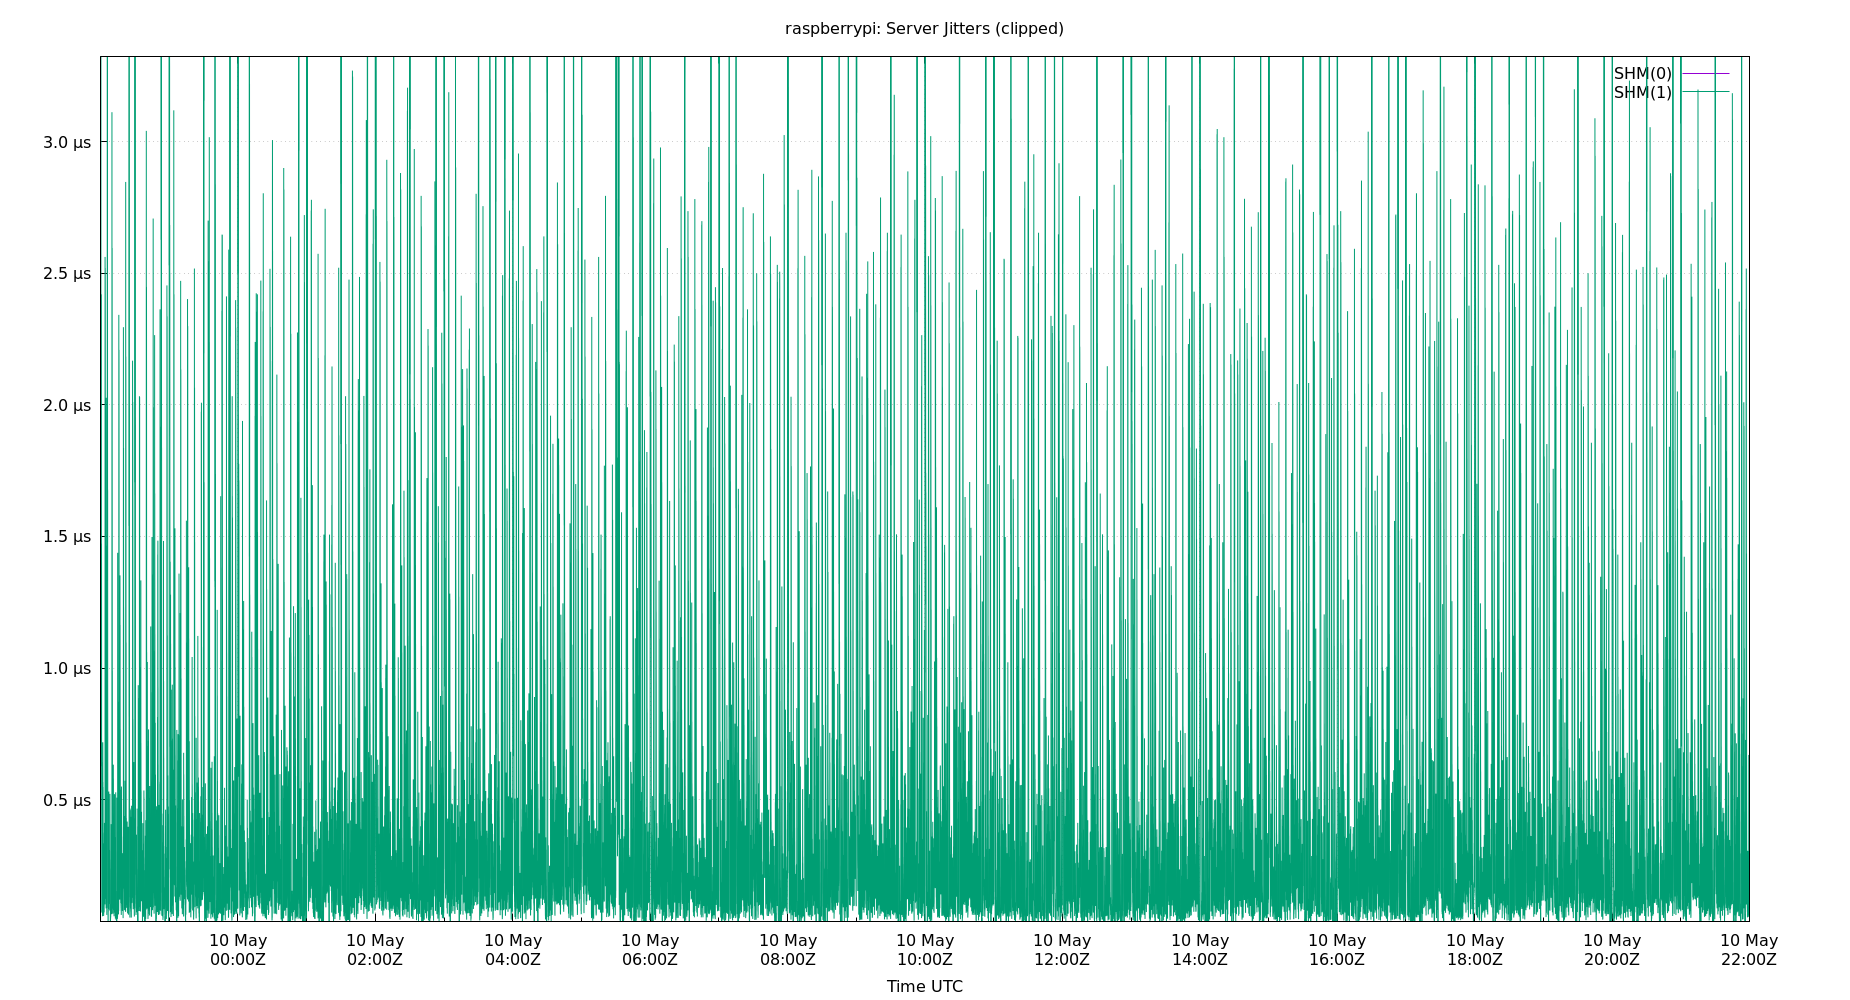 raspberrypi: Server Jitters (clipped)
SHM(0)
SHM(1)
3.0 µs
2.5 µs
2.0 µs
1.5 µs
1.0 µs
0.5 µs
10 May 10 May 10 May 10 May 10 May 10 May 10 May 10 May 10 May 10 May 10 May 10 May
00:00Z 02:00Z 04:00Z 06:00Z 08:00Z 10:00Z 12:00Z 14:00Z 16:00Z 18:00Z 20:00Z 22:00Z
Time UTC